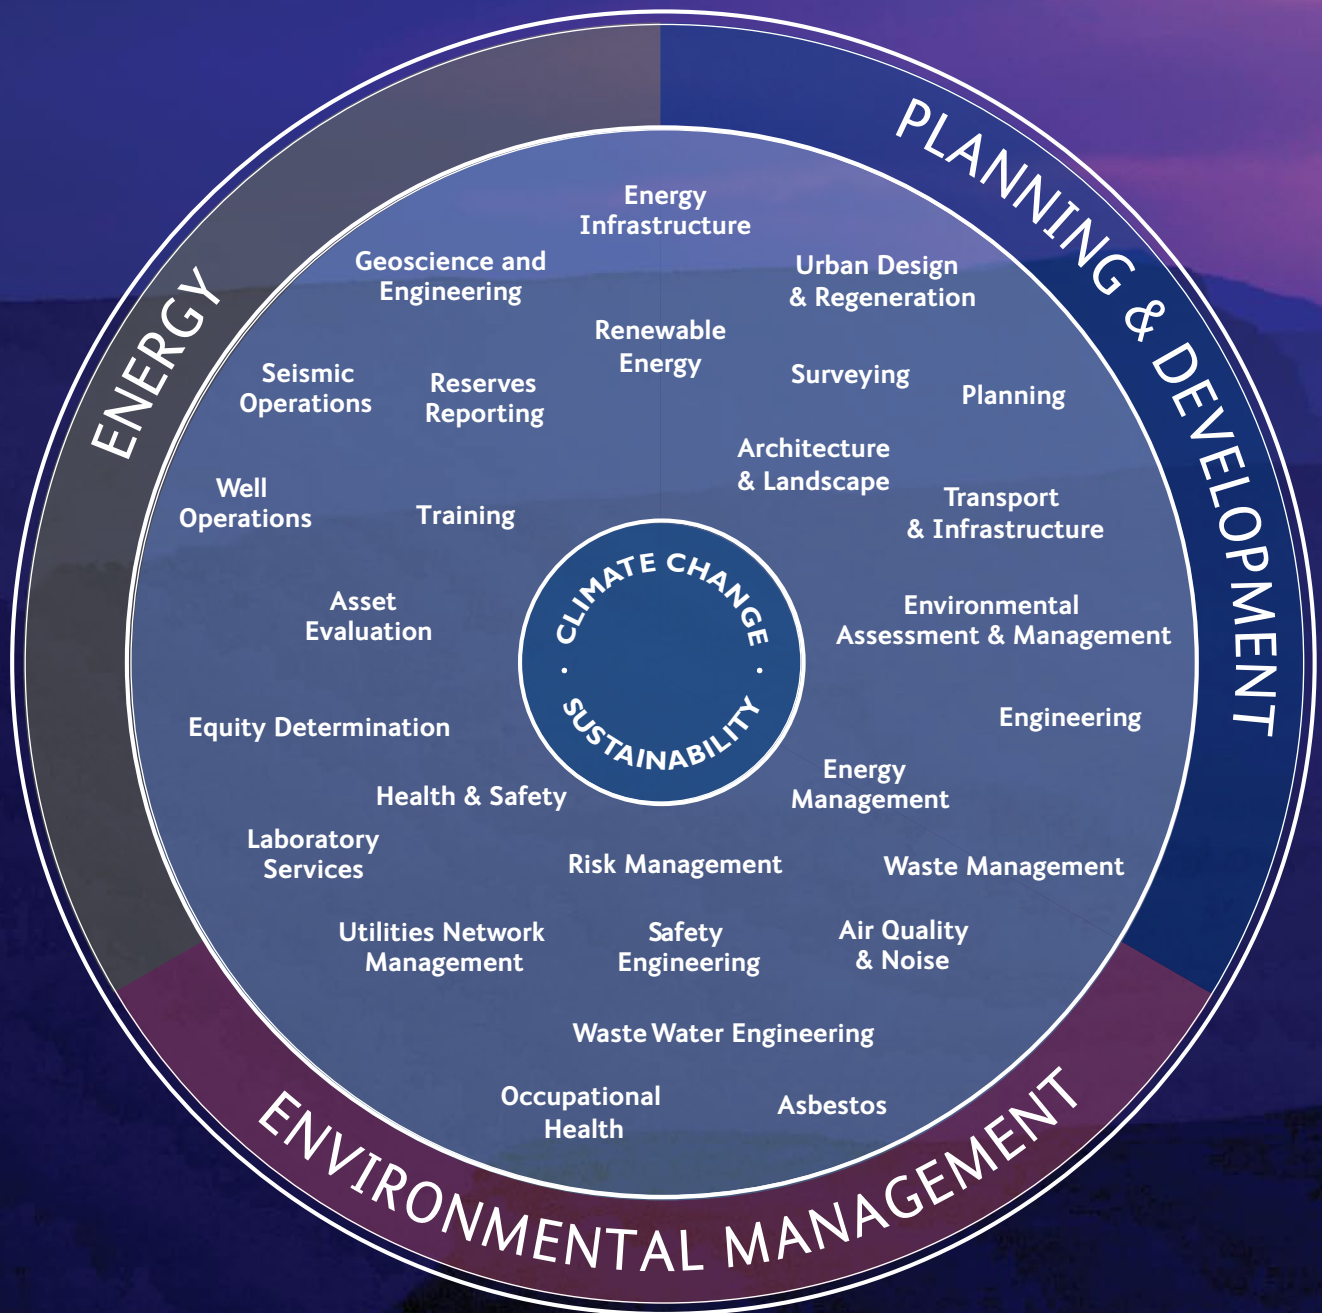 PLANNING & DEVELOPMENT
ENERGY
ENVIRONMENTAL MANAGEMENT
Energy
Infrastructure
Geoscience and
Engineering
Urban Design
& Regeneration
Renewable
Energy
Seismic
Operations
Reserves
Reporting
Surveying
Planning
Architecture
& Landscape
Well
Operations
Training
Transport
& Infrastructure
CLIMATE CHANGE
SUSTAINABILITY
Asset
Evaluation
Environmental
Assessment & Management
Equity Determination
Engineering
Health & Safety
Energy
Management
Laboratory
Services
Risk Management
Waste Management
Utilities Network
Management
Safety
Engineering
Air Quality
& Noise
Waste Water Engineering
Occupational
Health
Asbestos